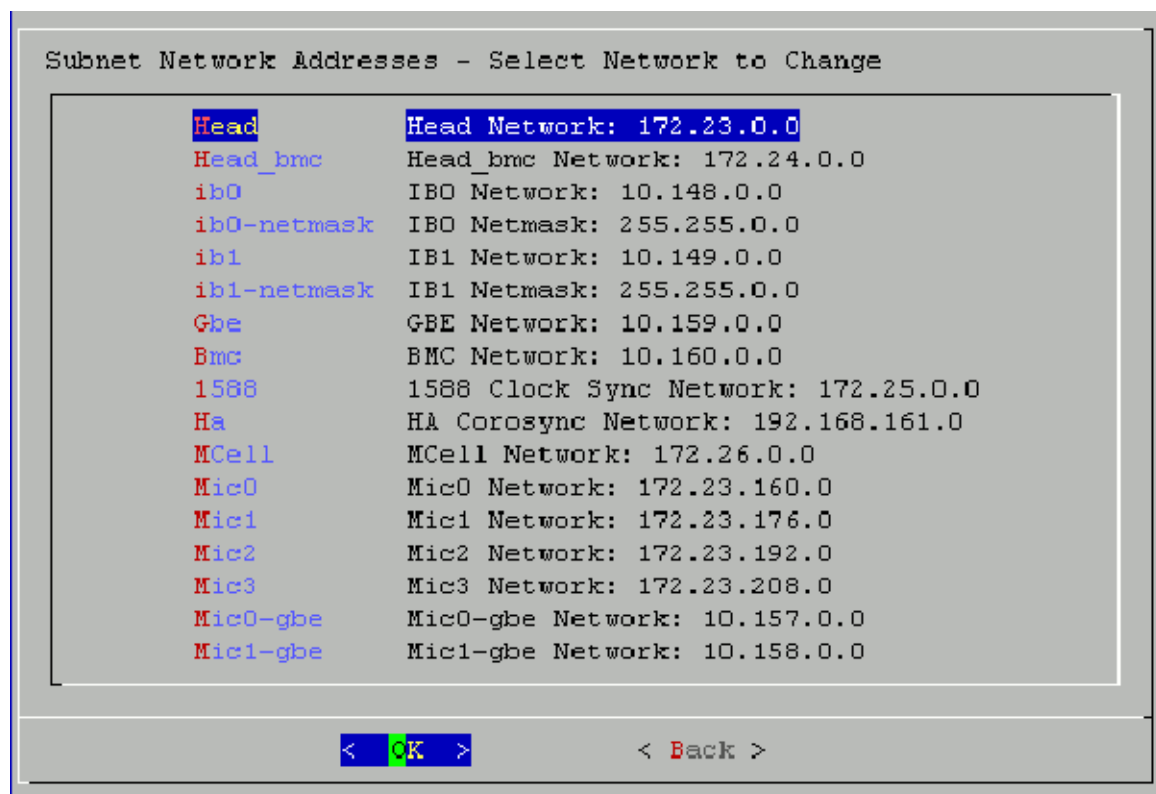 Subnet Network Addresses - Select Network to Change
Head Head Network: 172.23.0.0
Head_bmc Head_bmc Network: 172.24.0.0
ib0 IB0 Network: 10.148.0.0
ib0-netmask IB0 Netmask: 255.255.0.0
ib1 IB1 Network: 10.149.0.0
ib1-netmask IB1 Netmask: 255.255.0.0
Gbe GBE Network: 10.159.0.0
Bmc BMC Network: 10.160.0.0
1588 1588 Clock Sync Network: 172.25.0.0
Ha HA Corosync Network: 192.168.161.0
MCell MCell Network: 172.26.0.0
Mic0 Mic0 Network: 172.23.160.0
Mic1 Mic1 Network: 172.23.176.0
Mic2 Mic2 Network: 172.23.192.0
Mic3 Mic3 Network: 172.23.208.0
Mic0-gbe Mic0-gbe Network: 10.157.0.0
Mic1-gbe Mic1-gbe Network: 10.158.0.0
< OK > < Back >